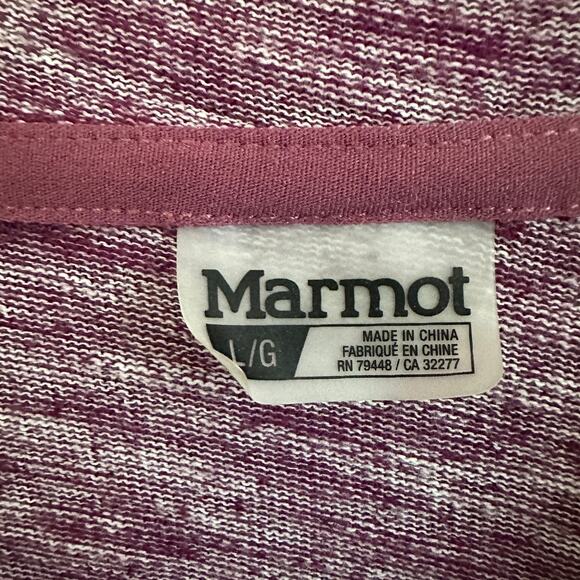 Marmot
L/G
MADE IN CHINA
FABRIQUÉ EN CHINE
RN 79448 / CA 32277